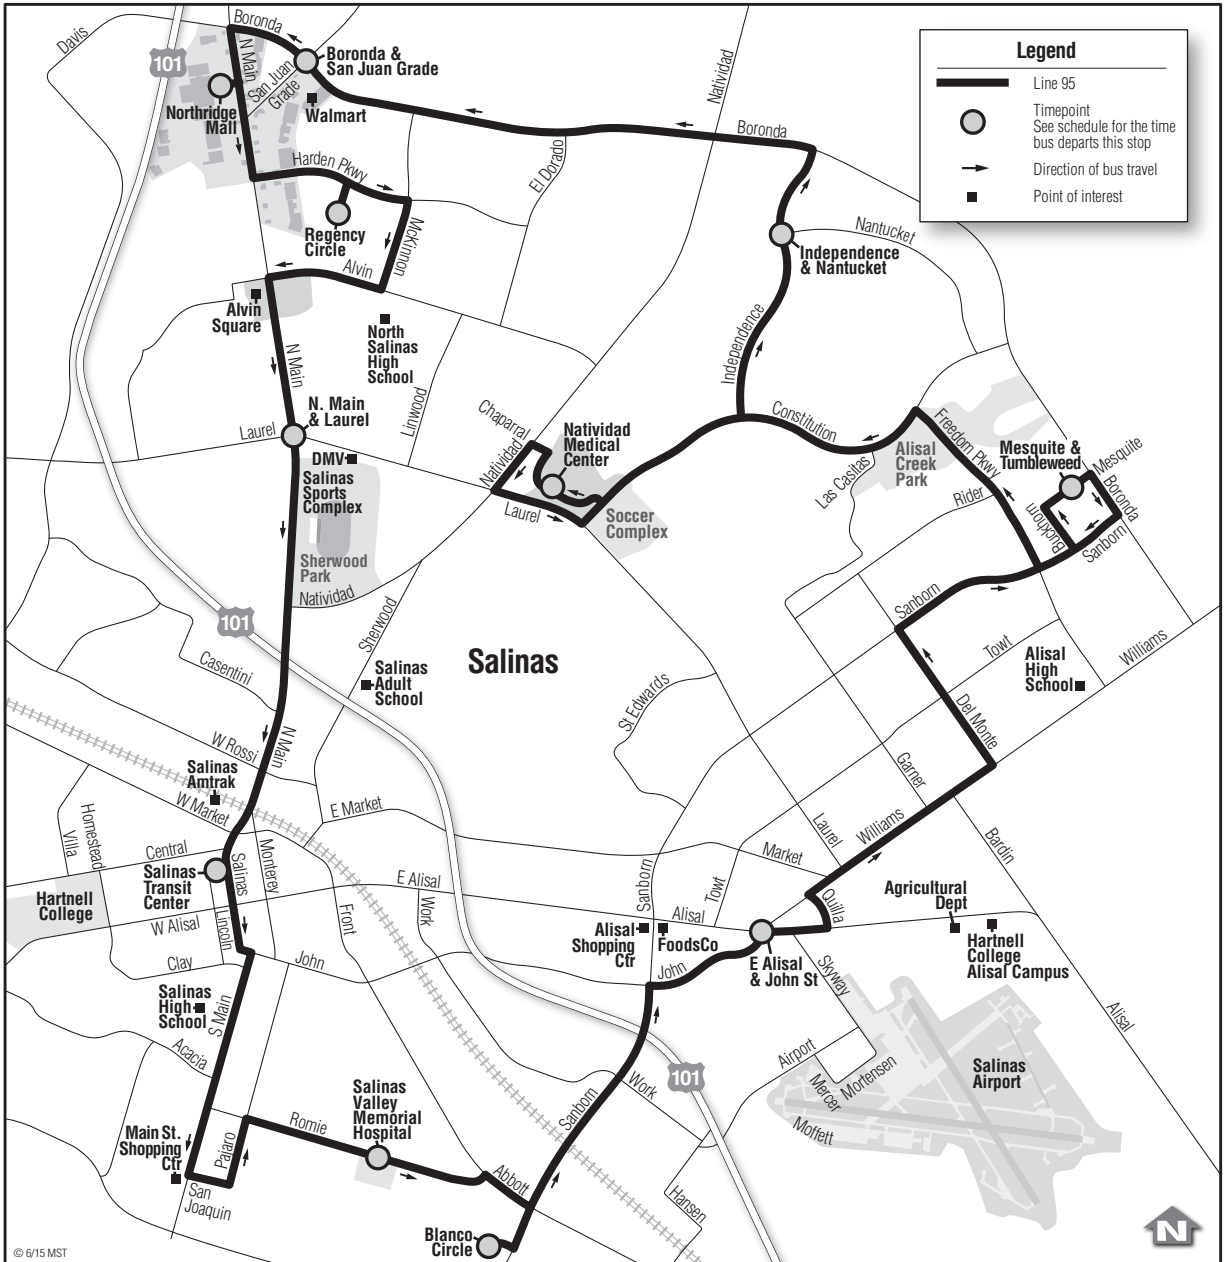 Davis
101
Boronda
N Main
San Juan
Grade
Boronda &
San Juan Grade
Northridge
Mall
Walmart
Natividad
Boronda
El Dorado
Legend
Line 95
Timepoint
See schedule for the time
bus departs this stop
Direction of bus travel
Point of interest
Harden Pkwy
Regency
Circle
McKinnon
Alvin
Nantucket
Independence
& Nantucket
Independence
Alvin
Square
North
Salinas
High
School
N Main
Linwood
N. Main
& Laurel
Laurel
Chaparral
Natividad
Natividad
Medical
Center
Constitution
Freedom Pkwy
Alisal
Creek
Park
Las Casitas
Rider
Mesquite &
Tumbleweed
Mesquite
Boronda
Buckhorn
Sanborn
DMV
Salinas
Sports
Complex
Laurel
Soccer
Complex
Sherwood
Park
Natividad
101
Sherwood
Casentini
Salinas
Adult
School
Salinas
Sanborn
Towt
Alisal
High
School
Williams
St Edwards
Del Monte
Garner
W Rossi
N Main
Salinas
Amtrak
W Market
E Market
Homestead
Villa
Central
Salinas
Monterey
Laurel
Williams
Bardin
Market
Salinas
Transit
Center
Hartnell
College
W Alisal
Lincoln
E Alisal
Front
Work
Sanborn
Towt
Alisal
Quilla
Agricultural
Dept
Alisal
Shopping
Ctr
FoodsCo
E Alisal
& John St
Hartnell
College
Alisal Campus
Clay
John
John
Skyway
Salinas
High
School
S Main
Acacia
Alisal
Airport
Mercer
Mortensen
Moffett
Salinas
Airport
101
Work
Sanborn
Salinas
Valley
Memorial
Hospital
Romie
Main St.
Shopping
Ctr
Pajaro
San
Joaquin
Abbott
Hansen
Blanco
Circle
N
© 6/15 MST